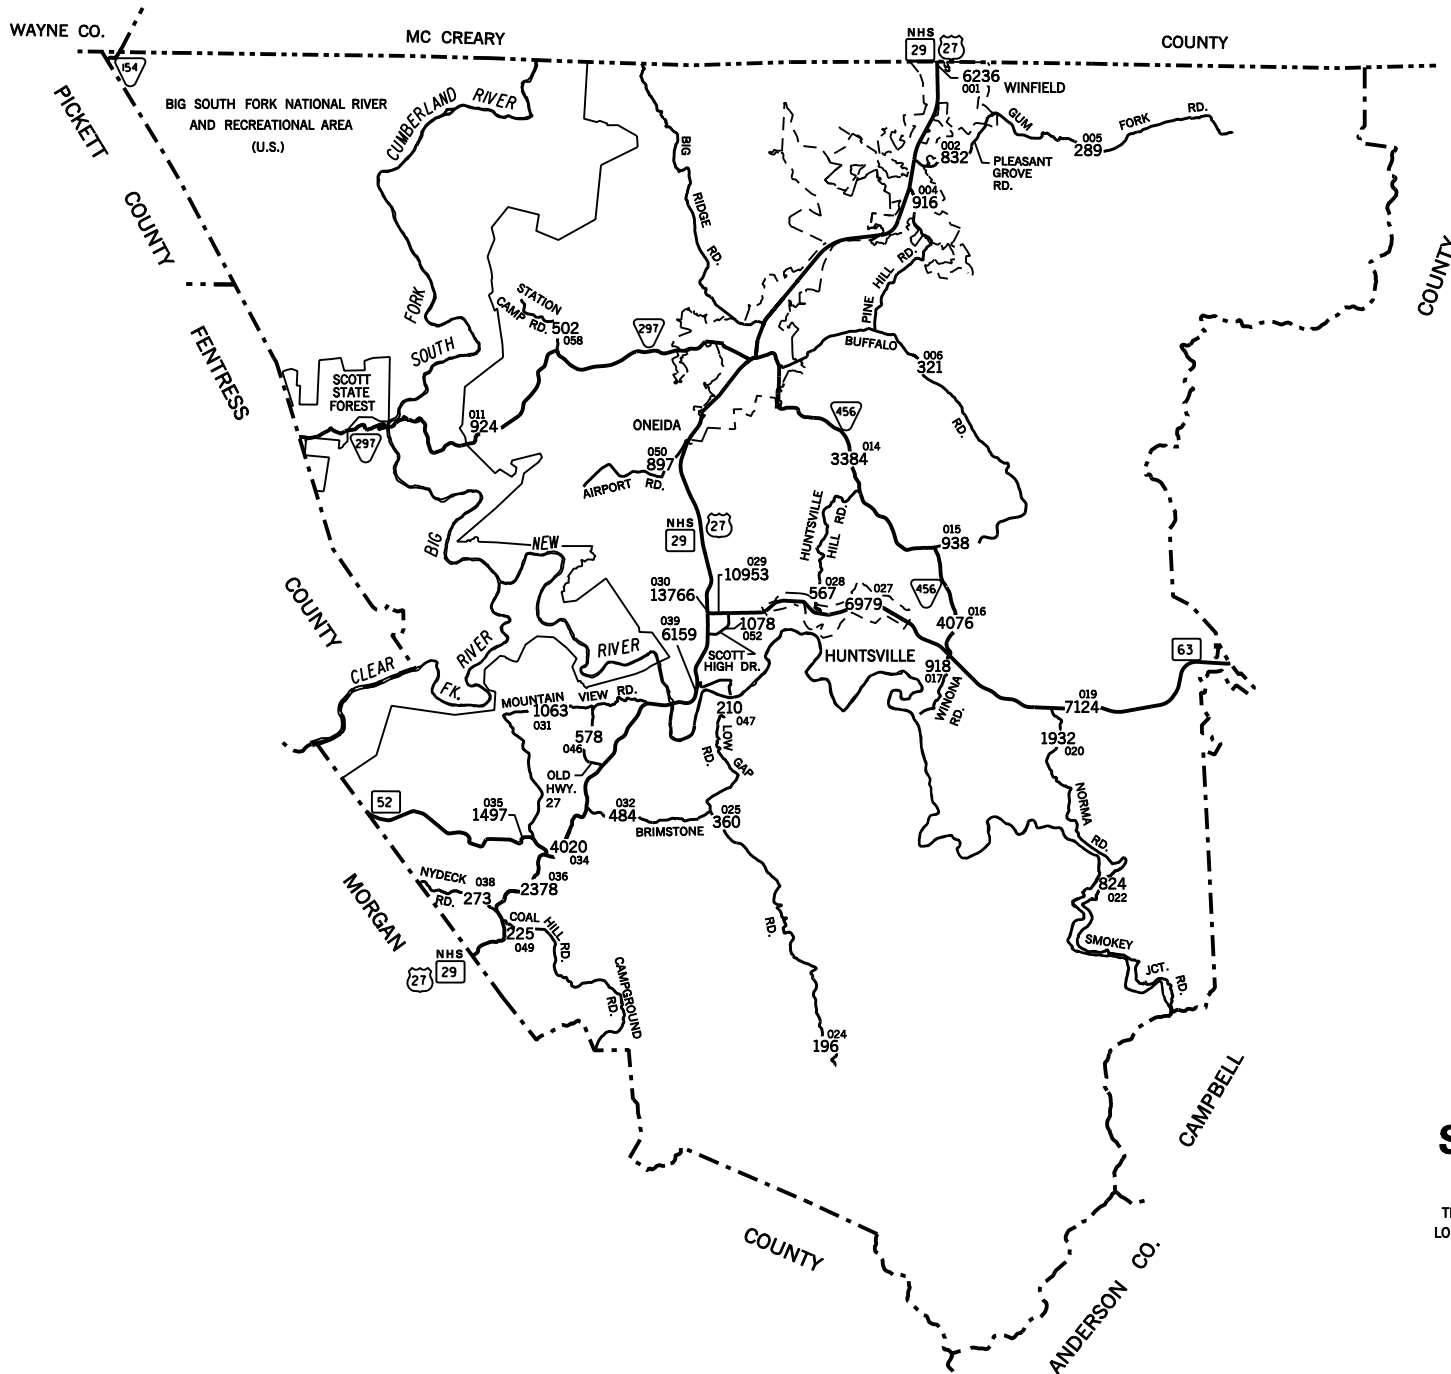 WAYNE CO.
MC CREARY
COUNTY
NHS
29
27
154
6236
001
WINFIELD
PICKETT
COUNTY
BIG SOUTH FORK NATIONAL RIVER
AND RECREATIONAL AREA
(U.S.)
CUMBERLAND RIVER
BIG
RIDGE
RD.
GUM
FORK
RD.
005
289
002
832
PLEASANT
GROVE
RD.
004
916
COUNTY
PINE HILL RD.
FORK
SOUTH
STATION
CAMP RD.
502
058
297
BUFFALO
006
321
RD.
FENTRESS
SCOTT
STATE
FOREST
297
011
924
ONEIDA
456
014
3384
050
897
AIRPORT RD.
NHS
29
27
HUNTSVILLE
HILL RD.
015
938
BIG
NEW
029
10953
030
13766
028
567
027
6979
456
016
4076
COUNTY
039
6159
1078
052
SCOTT
HIGH DR.
HUNTSVILLE
63
RIVER
RIVER
CLEAR
FK.
918
017
WINONA
RD.
MOUNTAIN VIEW RD.
1063
031
210
047
019
7124
578
046
LOW
GAP
RD.
1932
020
OLD
HWY.
27
52
035
1497
032
484
BRIMSTONE
025
360
NORMA
RD.
4020
034
MORGAN
NYDECK
RD.
038
273
036
2378
824
022
COAL
HILL RD.
225
049
RD.
SMOKEY
JCT.
RD.
NHS
29
27
CAMPGROUND
RD.
024
196
CAMPBELL
COUNTY
ANDERSON CO.